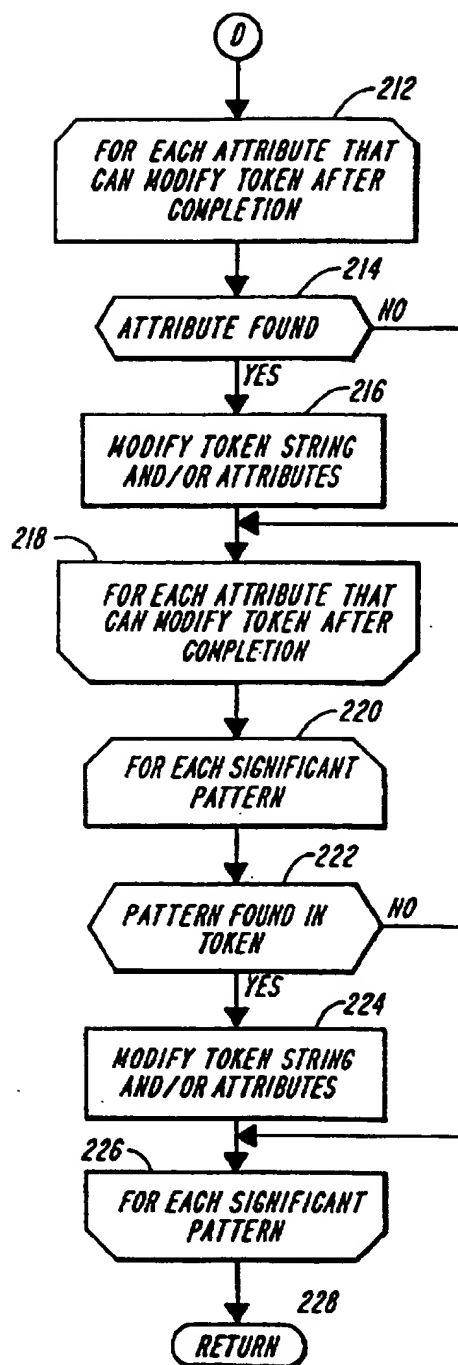 D
212
FOR EACH ATTRIBUTE THAT
CAN MODIFY TOKEN AFTER
COMPLETION
214
ATTRIBUTE FOUND
NO
YES
216
MODIFY TOKEN STRING
AND/OR ATTRIBUTES
218
FOR EACH ATTRIBUTE THAT
CAN MODIFY TOKEN AFTER
COMPLETION
220
FOR EACH SIGNIFICANT
PATTERN
222
PATTERN FOUND IN
TOKEN
NO
YES
224
MODIFY TOKEN STRING
AND/OR ATTRIBUTES
226
FOR EACH SIGNIFICANT
PATTERN
228
RETURN